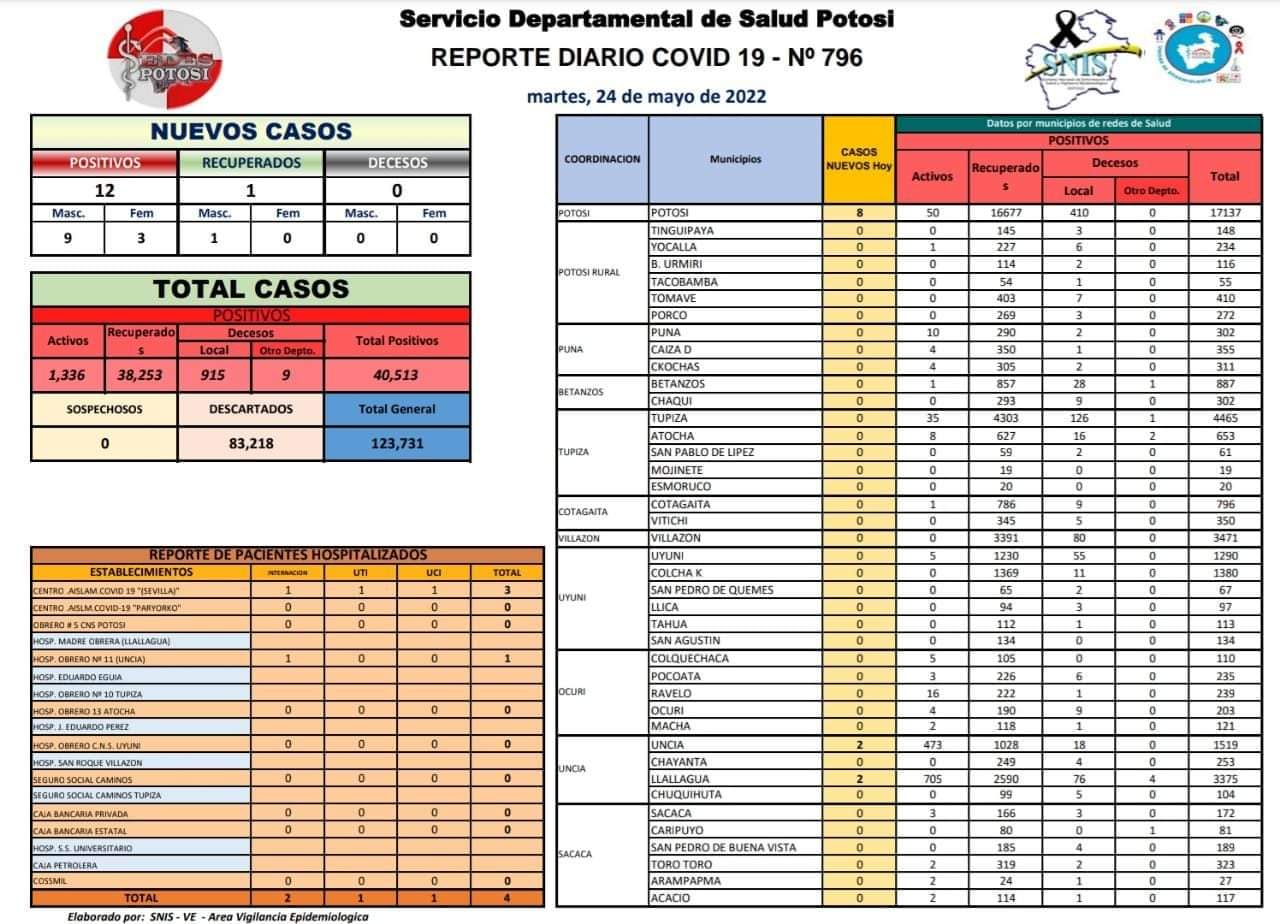 Servicio Departamental de Salud Potosi
REPORTE DIARIO COVID 19 - Nº 796
martes, 24 de mayo de 2022
SEDES
POTOSI
SNIS
NUEVOS CASOS
POSITIVOS RECUPERADOS DECESOS
12 1 0
Masc. Fem Masc. Fem Masc. Fem
9 3 1 0 0 0
TOTAL CASOS
POSITIVOS
Activos Recuperados Decesos Total Positivos
Local Otro Depto.
1,336 38,253 915 9 40,513
SOSPECHOSOS DESCARTADOS Total General
0 83,218 123,731
REPORTE DE PACIENTES HOSPITALIZADOS
ESTABLECIMIENTOS INTERNACION UTI UCI TOTAL
CENTRO .AISLAM.COVID 19 "(SEVILLA)" 1 1 1 3
CENTRO .AISLM.COVID-19 "PARYORKO" 0 0 0 0
OBRERO # 5 CNS POTOSI 0 0 0 0
HOSP. MADRE OBRERA (LLALLAGUA)
HOSP. OBRERO Nº 11 (UNCIA) 1 0 0 1
HOSP. EDUARDO EGUIA
HOSP. OBRERO Nº 10 TUPIZA
HOSP. OBRERO 13 ATOCHA 0 0 0 0
HOSP. J. EDUARDO PEREZ
HOSP. OBRERO C.N.S. UYUNI 0 0 0 0
HOSP. SAN ROQUE VILLAZON
SEGURO SOCIAL CAMINOS 0 0 0 0
SEGURO SOCIAL CAMINOS TUPIZA
CAJA BANCARIA PRIVADA 0 0 0 0
CAJA BANCARIA ESTATAL 0 0 0 0
HOSP. S.S. UNIVERSITARIO
CAJA PETROLERA
COSSMIL 0 0 0 0
TOTAL 2 1 1 4
Elaborado por: SNIS - VE - Area Vigilancia Epidemiologica
COORDINACION Municipios CASOS NUEVOS Hoy Datos por municipios de redes de Salud
POSITIVOS
Activos Recuperados Decesos Total
Local Otro Depto.
POTOSI POTOSI 8 50 16677 410 0 17137
POTOSI RURAL
TINGUIPAYA 0 0 145 3 0 148
YOCALLA 0 1 227 6 0 234
B. URMIRI 0 0 114 2 0 116
TACOBAMBA 0 0 54 1 0 55
TOMAVE 0 0 403 7 0 410
PORCO 0 0 269 3 0 272
PUNA
PUNA 0 10 290 2 0 302
CAIZA D 0 4 350 1 0 355
CKOCHAS 0 4 305 2 0 311
BETANZOS
BETANZOS 0 1 857 28 1 887
CHAQUI 0 0 293 9 0 302
TUPIZA
TUPIZA 0 35 4303 126 1 4465
ATOCHA 0 8 627 16 2 653
SAN PABLO DE LIPEZ 0 0 59 2 0 61
MOJINETE 0 0 19 0 0 19
ESMORUCO 0 0 20 0 0 20
COTAGAITA
COTAGAITA 0 1 786 9 0 796
VITICHI 0 0 345 5 0 350
VILLAZON VILLAZON 0 0 3391 80 0 3471
UYUNI
UYUNI 0 5 1230 55 0 1290
COLCHA K 0 0 1369 11 0 1380
SAN PEDRO DE QUEMES 0 0 65 2 0 67
LLICA 0 0 94 3 0 97
TAHUA 0 0 112 1 0 113
SAN AGUSTIN 0 0 134 0 0 134
OCURI
COLQUECHACA 0 5 105 0 0 110
POCOATA 0 3 226 6 0 235
RAVELO 0 16 222 1 0 239
OCURI 0 4 190 9 0 203
MACHA 0 2 118 1 0 121
UNCIA
UNCIA 2 473 1028 18 0 1519
CHAYANTA 0 0 249 4 0 253
LLALLAGUA 2 705 2590 76 4 3375
CHUQUIHUTA 0 0 99 5 0 104
SACACA
SACACA 0 3 166 3 0 172
CARIPUYO 0 0 80 0 1 81
SAN PEDRO DE BUENA VISTA 0 0 185 4 0 189
TORO TORO 0 2 319 2 0 323
ARAMPAPMA 0 2 24 1 0 27
ACACIO 0 2 114 1 0 117